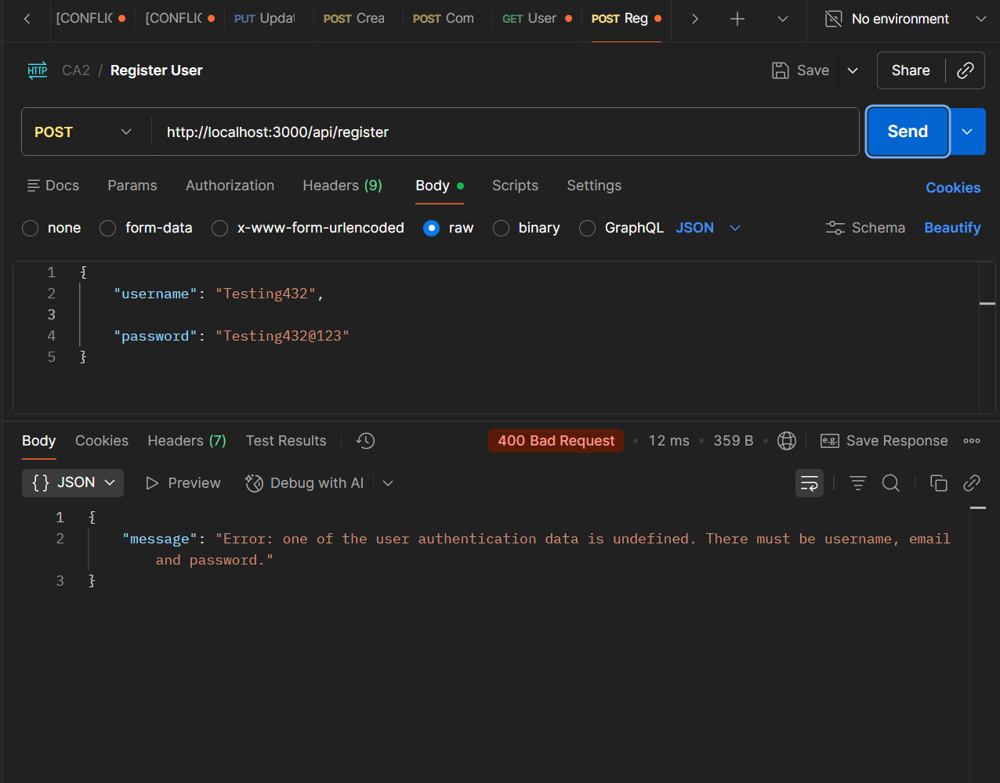 [CONFLIC [CONFLIC PUT Updat POST Crea POST Com GET User POST Reg No environment
HTTP CA2 / Register User Save Share
POST http://localhost:3000/api/register Send
Docs Params Authorization Headers (9) Body Scripts Settings Cookies
none form-data x-www-form-urlencoded raw binary GraphQL JSON Schema Beautify
1 {
2 "username": "Testing432",
3
4 "password": "Testing432@123"
5 }
Body Cookies Headers (7) Test Results 400 Bad Request • 12 ms • 359 B • e.g. Save Response
{} JSON Preview Debug with AI
1 {
2 "message": "Error: one of the user authentication data is undefined. There must be username, email
and password."
3 }